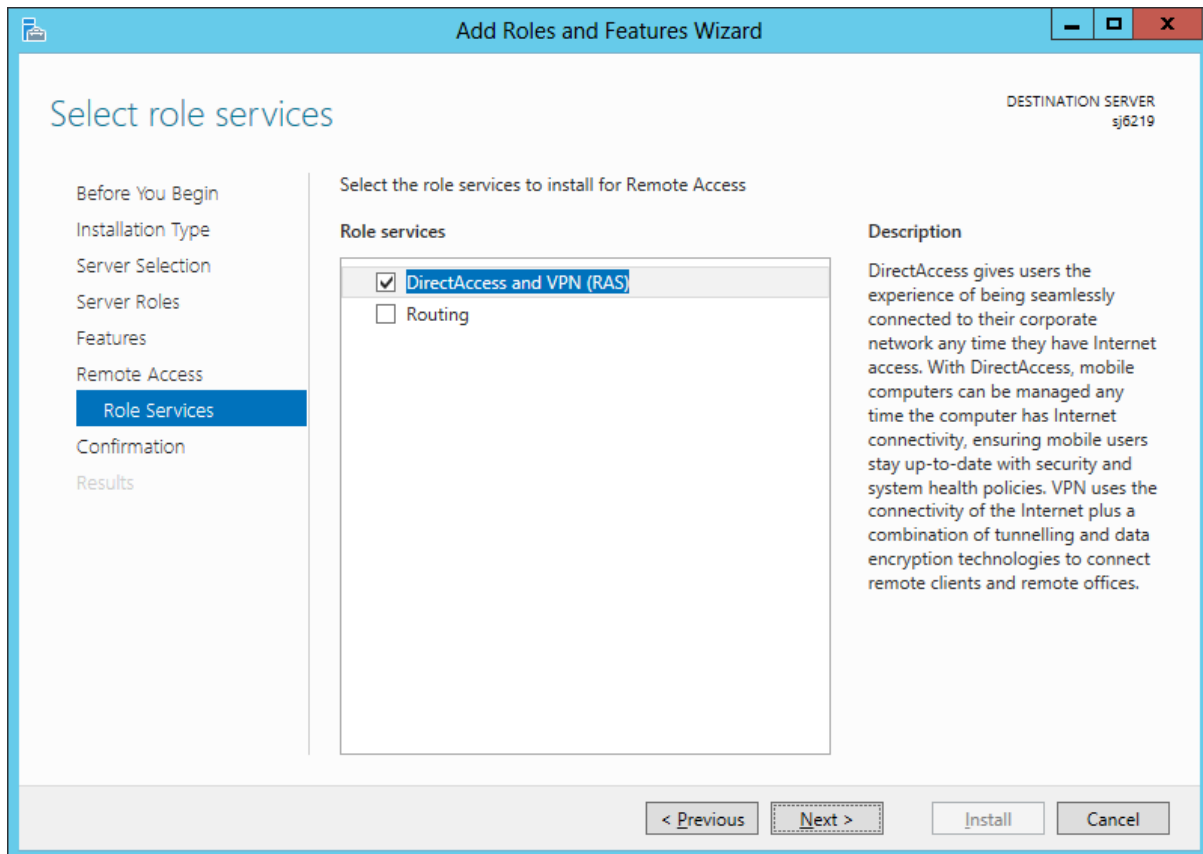 Add Roles and Features Wizard
Select role services
DESTINATION SERVER
sj6219
Before You Begin
Installation Type
Server Selection
Server Roles
Features
Remote Access
Role Services
Confirmation
Results
Select the role services to install for Remote Access
Role services
DirectAccess and VPN (RAS)
Routing
Description
DirectAccess gives users the
experience of being seamlessly
connected to their corporate
network any time they have Internet
access. With DirectAccess, mobile
computers can be managed any
time the computer has Internet
connectivity, ensuring mobile users
stay up-to-date with security and
system health policies. VPN uses the
connectivity of the Internet plus a
combination of tunnelling and data
encryption technologies to connect
remote clients and remote offices.
< Previous
Next >
Install
Cancel